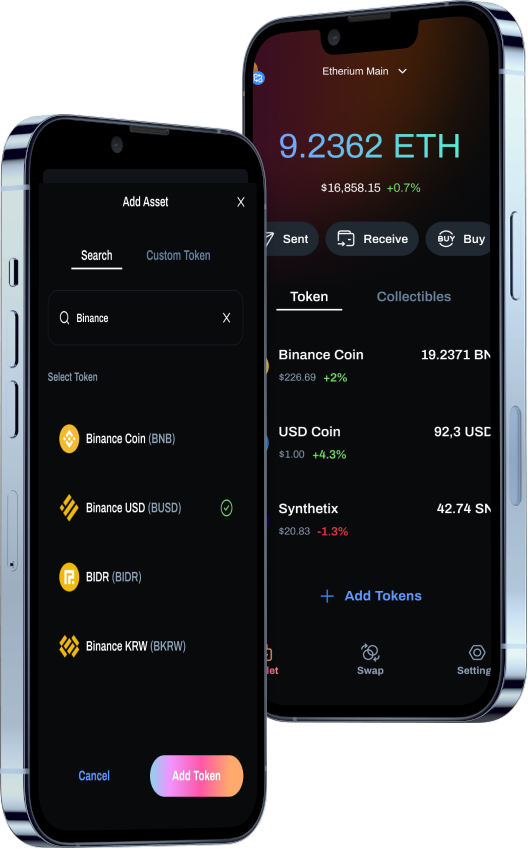 Add Asset
X
Search
Custom Token
Binance
X
Select Token
Binance Coin (BNB)
Binance USD (BUSD)
BIDR (BIDR)
Binance KRW (BKRW)
Cancel
Add Token
Etherium Main
9.2362 ETH
$16,858.15 +0.7%
Sent
Receive
BUY Buy
Token
Collectibles
Binance Coin
19.2371 BN
$226.69 +2%
USD Coin
92,3 USD
$1.00 +4.3%
Synthetix
42.74 SN
$20.83 -1.3%
+ Add Tokens
let
Swap
Setting